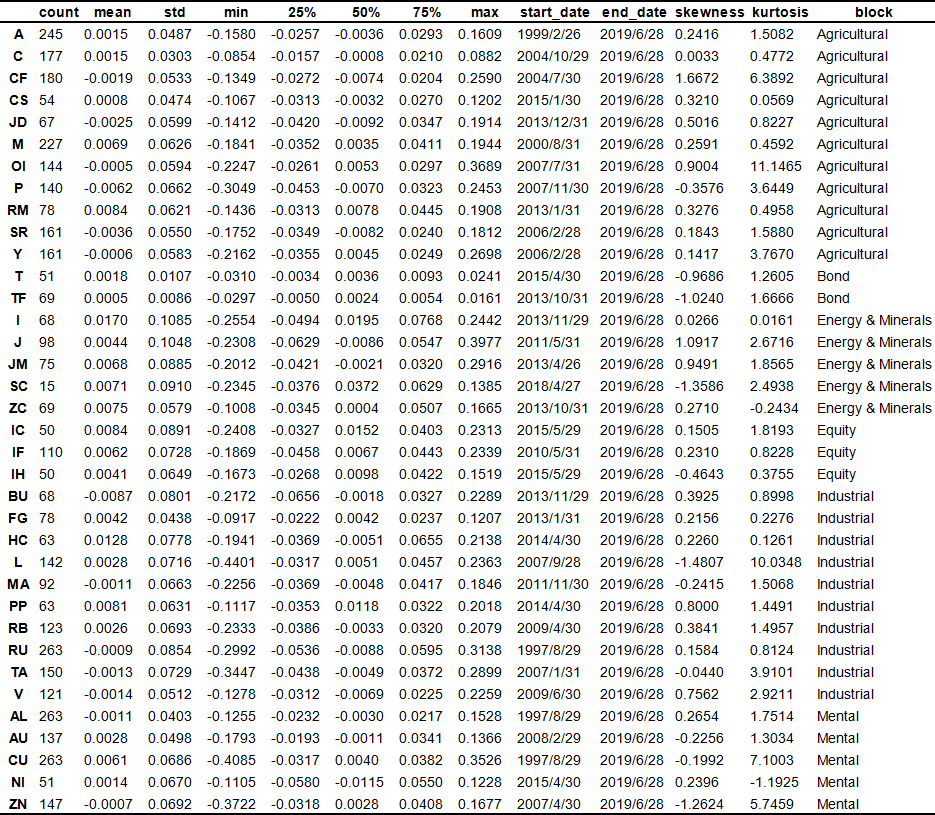 count mean std min 25% 50% 75% max start_date end_date skewness kurtosis block
A 245 0.0015 0.0487 -0.1580 -0.0257 -0.0036 0.0293 0.1609 1999/2/26 2019/6/28 0.2416 1.5082 Agricultural
C 177 0.0015 0.0303 -0.0854 -0.0157 -0.0008 0.0210 0.0882 2004/10/29 2019/6/28 0.0033 0.4772 Agricultural
CF 180 -0.0019 0.0533 -0.1349 -0.0272 -0.0074 0.0204 0.2590 2004/7/30 2019/6/28 1.6672 6.3892 Agricultural
CS 54 0.0008 0.0474 -0.1067 -0.0313 -0.0032 0.0270 0.1202 2015/1/30 2019/6/28 0.3210 0.0569 Agricultural
JD 67 -0.0025 0.0599 -0.1412 -0.0420 -0.0092 0.0347 0.1914 2013/12/31 2019/6/28 0.5016 0.8227 Agricultural
M 227 0.0069 0.0626 -0.1841 -0.0352 0.0035 0.0411 0.1944 2000/8/31 2019/6/28 0.2591 0.4592 Agricultural
OI 144 -0.0005 0.0594 -0.2247 -0.0261 0.0053 0.0297 0.3689 2007/7/31 2019/6/28 0.9004 11.1465 Agricultural
P 140 -0.0062 0.0662 -0.3049 -0.0453 -0.0070 0.0323 0.2453 2007/11/30 2019/6/28 -0.3576 3.6449 Agricultural
RM 78 0.0084 0.0621 -0.1436 -0.0313 0.0078 0.0445 0.1908 2013/1/31 2019/6/28 0.3276 0.4958 Agricultural
SR 161 -0.0036 0.0550 -0.1752 -0.0349 -0.0082 0.0240 0.1812 2006/2/28 2019/6/28 0.1843 1.5880 Agricultural
Y 161 -0.0006 0.0583 -0.2162 -0.0355 0.0045 0.0249 0.2698 2006/2/28 2019/6/28 0.1417 3.7670 Agricultural
T 51 0.0018 0.0107 -0.0310 -0.0034 0.0036 0.0093 0.0241 2015/4/30 2019/6/28 -0.9686 1.2605 Bond
TF 69 0.0005 0.0086 -0.0297 -0.0050 0.0024 0.0054 0.0161 2013/10/31 2019/6/28 -1.0240 1.6666 Bond
I 68 0.0170 0.1085 -0.2554 -0.0494 0.0195 0.0768 0.2442 2013/11/29 2019/6/28 0.0266 0.0161 Energy & Minerals
J 98 0.0044 0.1048 -0.2308 -0.0629 -0.0086 0.0547 0.3977 2011/5/31 2019/6/28 1.0917 2.6716 Energy & Minerals
JM 75 0.0068 0.0885 -0.2012 -0.0421 -0.0021 0.0320 0.2916 2013/4/26 2019/6/28 0.9491 1.8565 Energy & Minerals
SC 15 0.0071 0.0910 -0.2345 -0.0376 0.0372 0.0629 0.1385 2018/4/27 2019/6/28 -1.3586 2.4938 Energy & Minerals
ZC 69 0.0075 0.0579 -0.1008 -0.0345 0.0004 0.0507 0.1665 2013/10/31 2019/6/28 0.2710 -0.2434 Energy & Minerals
IC 50 0.0084 0.0891 -0.2408 -0.0327 0.0152 0.0403 0.2313 2015/5/29 2019/6/28 0.1505 1.8193 Equity
IF 110 0.0062 0.0728 -0.1869 -0.0458 0.0067 0.0443 0.2339 2010/5/31 2019/6/28 0.2310 0.8228 Equity
IH 50 0.0041 0.0649 -0.1673 -0.0268 0.0098 0.0422 0.1519 2015/5/29 2019/6/28 -0.4643 0.3755 Equity
BU 68 -0.0087 0.0801 -0.2172 -0.0656 -0.0018 0.0327 0.2289 2013/11/29 2019/6/28 0.3925 0.8998 Industrial
FG 78 0.0042 0.0438 -0.0917 -0.0222 0.0042 0.0237 0.1207 2013/1/31 2019/6/28 0.2156 0.2276 Industrial
HC 63 0.0128 0.0778 -0.1941 -0.0369 -0.0051 0.0655 0.2138 2014/4/30 2019/6/28 0.2260 0.1261 Industrial
L 142 0.0028 0.0716 -0.4401 -0.0317 0.0051 0.0457 0.2363 2007/9/28 2019/6/28 -1.4807 10.0348 Industrial
MA 92 -0.0011 0.0663 -0.2256 -0.0369 -0.0048 0.0417 0.1846 2011/11/30 2019/6/28 -0.2415 1.5068 Industrial
PP 63 0.0081 0.0631 -0.1117 -0.0353 0.0118 0.0322 0.2018 2014/4/30 2019/6/28 0.8000 1.4491 Industrial
RB 123 0.0026 0.0693 -0.2333 -0.0386 -0.0033 0.0320 0.2079 2009/4/30 2019/6/28 0.3841 1.4957 Industrial
RU 263 -0.0009 0.0854 -0.2992 -0.0536 -0.0088 0.0595 0.3138 1997/8/29 2019/6/28 0.1584 0.8124 Industrial
TA 150 -0.0013 0.0729 -0.3447 -0.0438 -0.0049 0.0372 0.2899 2007/1/31 2019/6/28 -0.0440 3.9101 Industrial
V 121 -0.0014 0.0512 -0.1278 -0.0312 -0.0069 0.0225 0.2259 2009/6/30 2019/6/28 0.7562 2.9211 Industrial
AL 263 -0.0011 0.0403 -0.1255 -0.0232 -0.0030 0.0217 0.1528 1997/8/29 2019/6/28 0.2654 1.7514 Mental
AU 137 0.0028 0.0498 -0.1793 -0.0193 -0.0011 0.0341 0.1366 2008/2/29 2019/6/28 -0.2256 1.3034 Mental
CU 263 0.0061 0.0686 -0.4085 -0.0317 0.0040 0.0382 0.3526 1997/8/29 2019/6/28 -0.1992 7.1003 Mental
NI 51 0.0014 0.0670 -0.1105 -0.0580 -0.0115 0.0550 0.1228 2015/4/30 2019/6/28 0.2396 -1.1925 Mental
ZN 147 -0.0007 0.0692 -0.3722 -0.0318 0.0028 0.0408 0.1677 2007/4/30 2019/6/28 -1.2624 5.7459 Mental